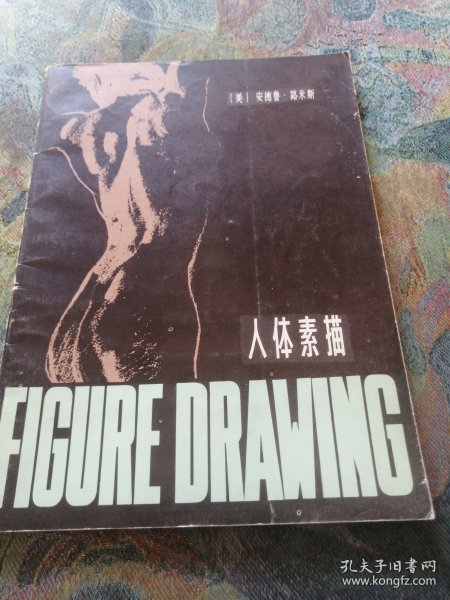 [美] 安德鲁·路米斯
人体素描
FIGURE DRAWING
孔夫子旧书网
www.kongfz.com